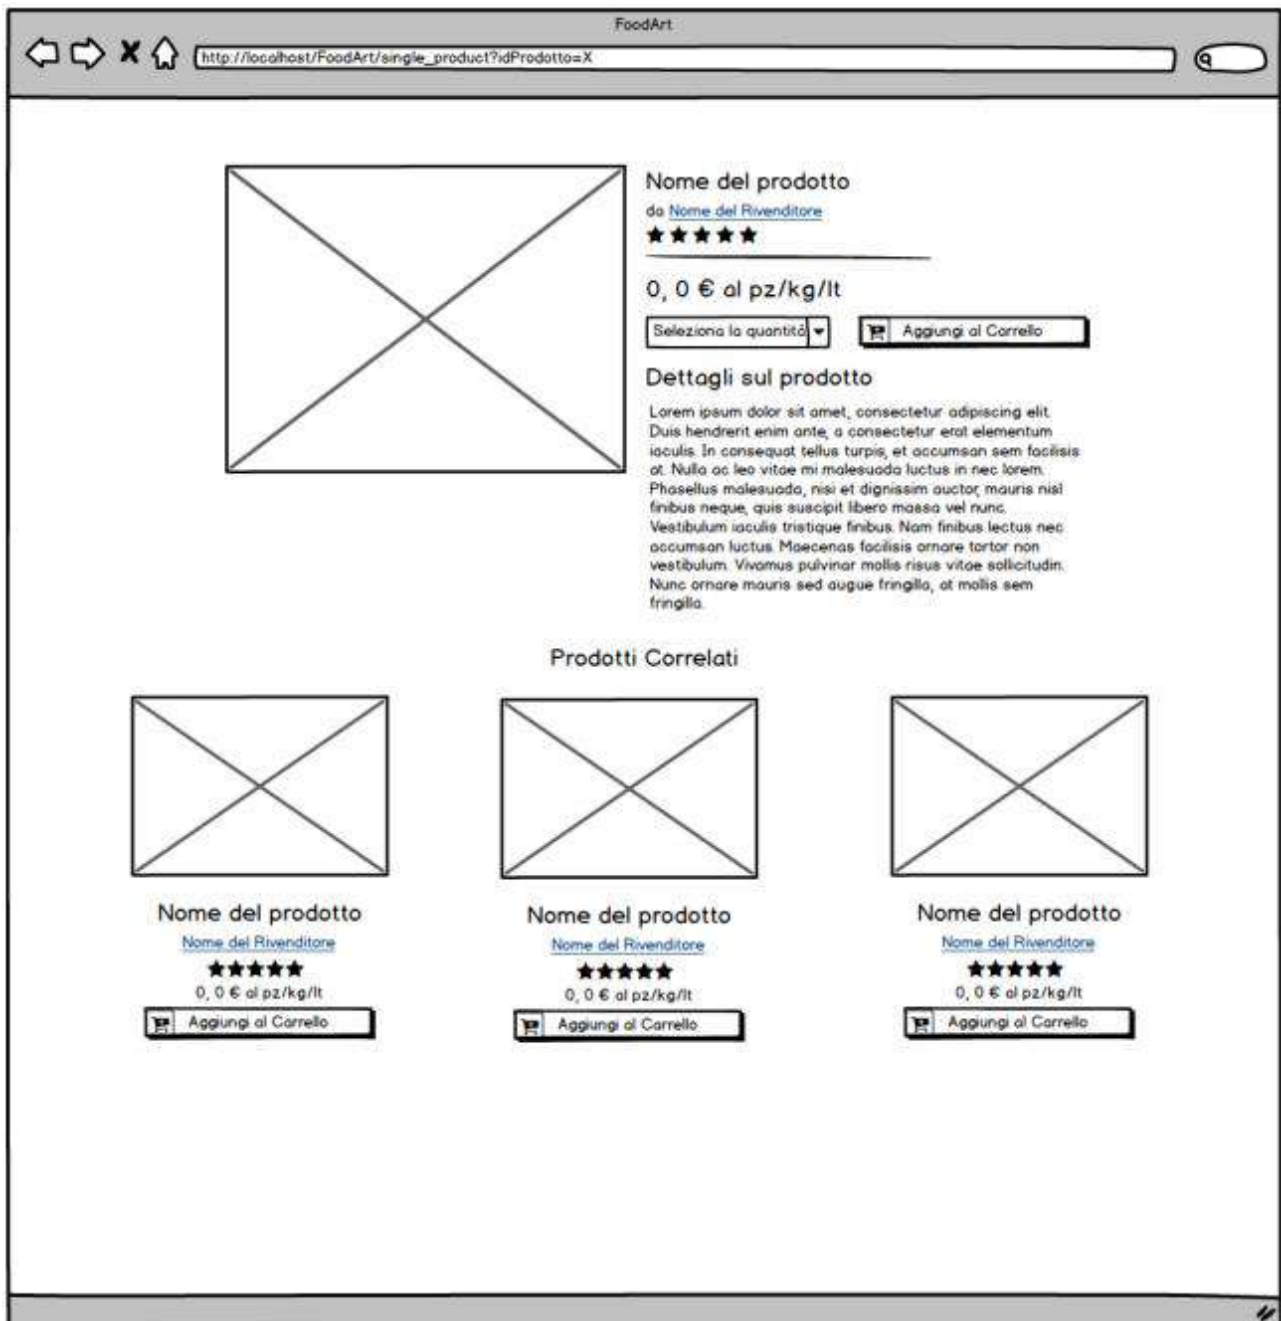 FoodArt
http://localhost/FoodArt/single_product?idProdotto=X
Nome del prodotto
da Nome del Rivenditore
0, 0 € al pz/kg/lt
Seleziona la quantità
Aggiungi al Carrello
Dettagli sul prodotto
Lorem ipsum dolor sit amet, consectetur adipiscing elit.
Duis hendrerit enim ante, a consectetur erat elementum
iaculis. In consequat tellus turpis, et accumsan sem facilisis
at. Nulla ac leo vitae mi malesuada luctus in nec lorem.
Phasellus malesuada, nisi et dignissim auctor, mauris nisl
finibus neque, quis suscipit libero massa vel nunc.
Vestibulum iaculis tristique finibus. Nam finibus lectus nec
accumsan luctus. Maecenas facilisis ornare tortor non
vestibulum. Vivamus pulvinar mollis risus vitae sollicitudin.
Nunc ornare mauris sed augue fringilla, at mollis sem
fringilla.
Prodotti Correlati
Nome del prodotto
Nome del Rivenditore
0, 0 € al pz/kg/lt
Aggiungi al Carrello
Nome del prodotto
Nome del Rivenditore
0, 0 € al pz/kg/lt
Aggiungi al Carrello
Nome del prodotto
Nome del Rivenditore
0, 0 € al pz/kg/lt
Aggiungi al Carrello